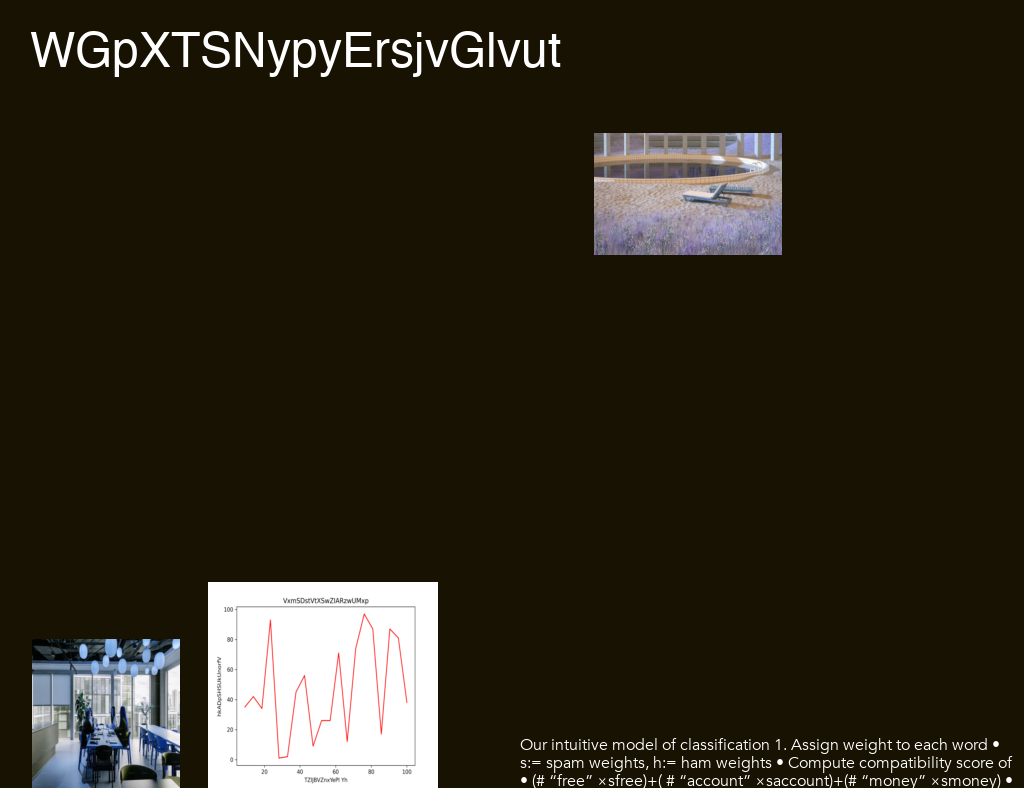 WGpXTSNypyErsjvGlvut
VxmSDstVtXSwZIARzwUMxp
100
80
60
40
20
0
20 40 60 80 100
Our intuitive model of classification 1. Assign weight to each word •
s:= spam weights, h:= ham weights • Compute compatibility score of
• (# “free” ×sfree)+( # “account” ×saccount)+(# “money” ×smoney) •